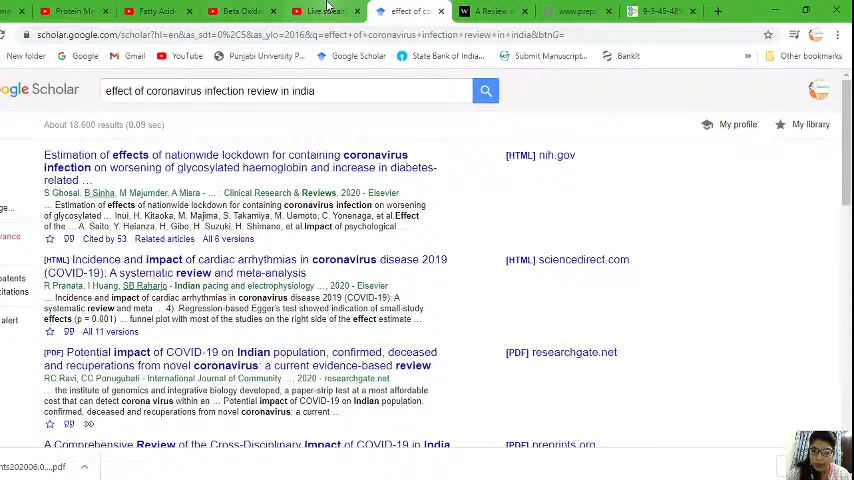 Protein Me
Fatty Acid
Beta Oxida
Live strea
effect of co
A Review o
www.prep
9-5-45-485
scholar.google.com/scholar?hl=en&as_sdt=0%2C5&as_ylo=2016&q=effect+of+coronavirus+infection+review+in+india&btnG=
New folder
Gmail
YouTube
Punjabi University P...
Google Scholar
State Bank of India...
Submit Manuscript...
BankIt
»
Other bookmarks
ogle Scholar
effect of coronavirus infection review in india
About 18,600 results (0.09 sec)
My profile
My library
Estimation of effects of nationwide lockdown for containing coronavirus
infection on worsening of glycosylated haemoglobin and increase in diabetes-
related ...
S Ghosal, B Sinha, M Majumder, A Misra - ... : Clinical Research & Reviews, 2020 - Elsevier
... Estimation of effects of nationwide lockdown for containing coronavirus infection on worsening
of glycosylated ... Inui, H. Kitaoka, M. Majima, S. Takamiya, M. Uemoto, C. Yonenaga, et al.Effect
of the ... A. Saito, Y. Heianza, H. Gibo, H. Suzuki, H. Shimano, et al.Impact of psychological ...
Cited by 53 Related articles All 6 versions
[HTML] nih.gov
[HTML] Incidence and impact of cardiac arrhythmias in coronavirus disease 2019
(COVID-19): A systematic review and meta-analysis
R Pranata, I Huang, SB Raharjo - Indian pacing and electrophysiology ..., 2020 - Elsevier
... Incidence and impact of cardiac arrhythmias in coronavirus disease 2019 (COVID-19): A
systematic review and meta ... 4). Regression-based Egger's test showed indication of small-study
effects (p = 0.001) ... funnel plot with most of the studies on the right side of the effect estimate ...
All 11 versions
[HTML] sciencedirect.com
[PDF] Potential impact of COVID-19 on Indian population, confirmed, deceased
and recuperations from novel coronavirus: a current evidence-based review
RC Ravi, CC Ponugubati - International Journal of Community ..., 2020 - researchgate.net
... the institute of genomics and integrative biology developed, a paper-strip test at a most affordable
cost that can detect corona virus within an ... Potential impact of COVID-19 on Indian population,
confirmed, deceased and recuperations from novel coronavirus: a current ...
[PDF] researchgate.net
A Comprehensive Review of the Cross-Disciplinary Impact of COVID-19 in India
[PDF] preprints.org
ge...
vance
patents
citations
alert
nts202006.0....pdf